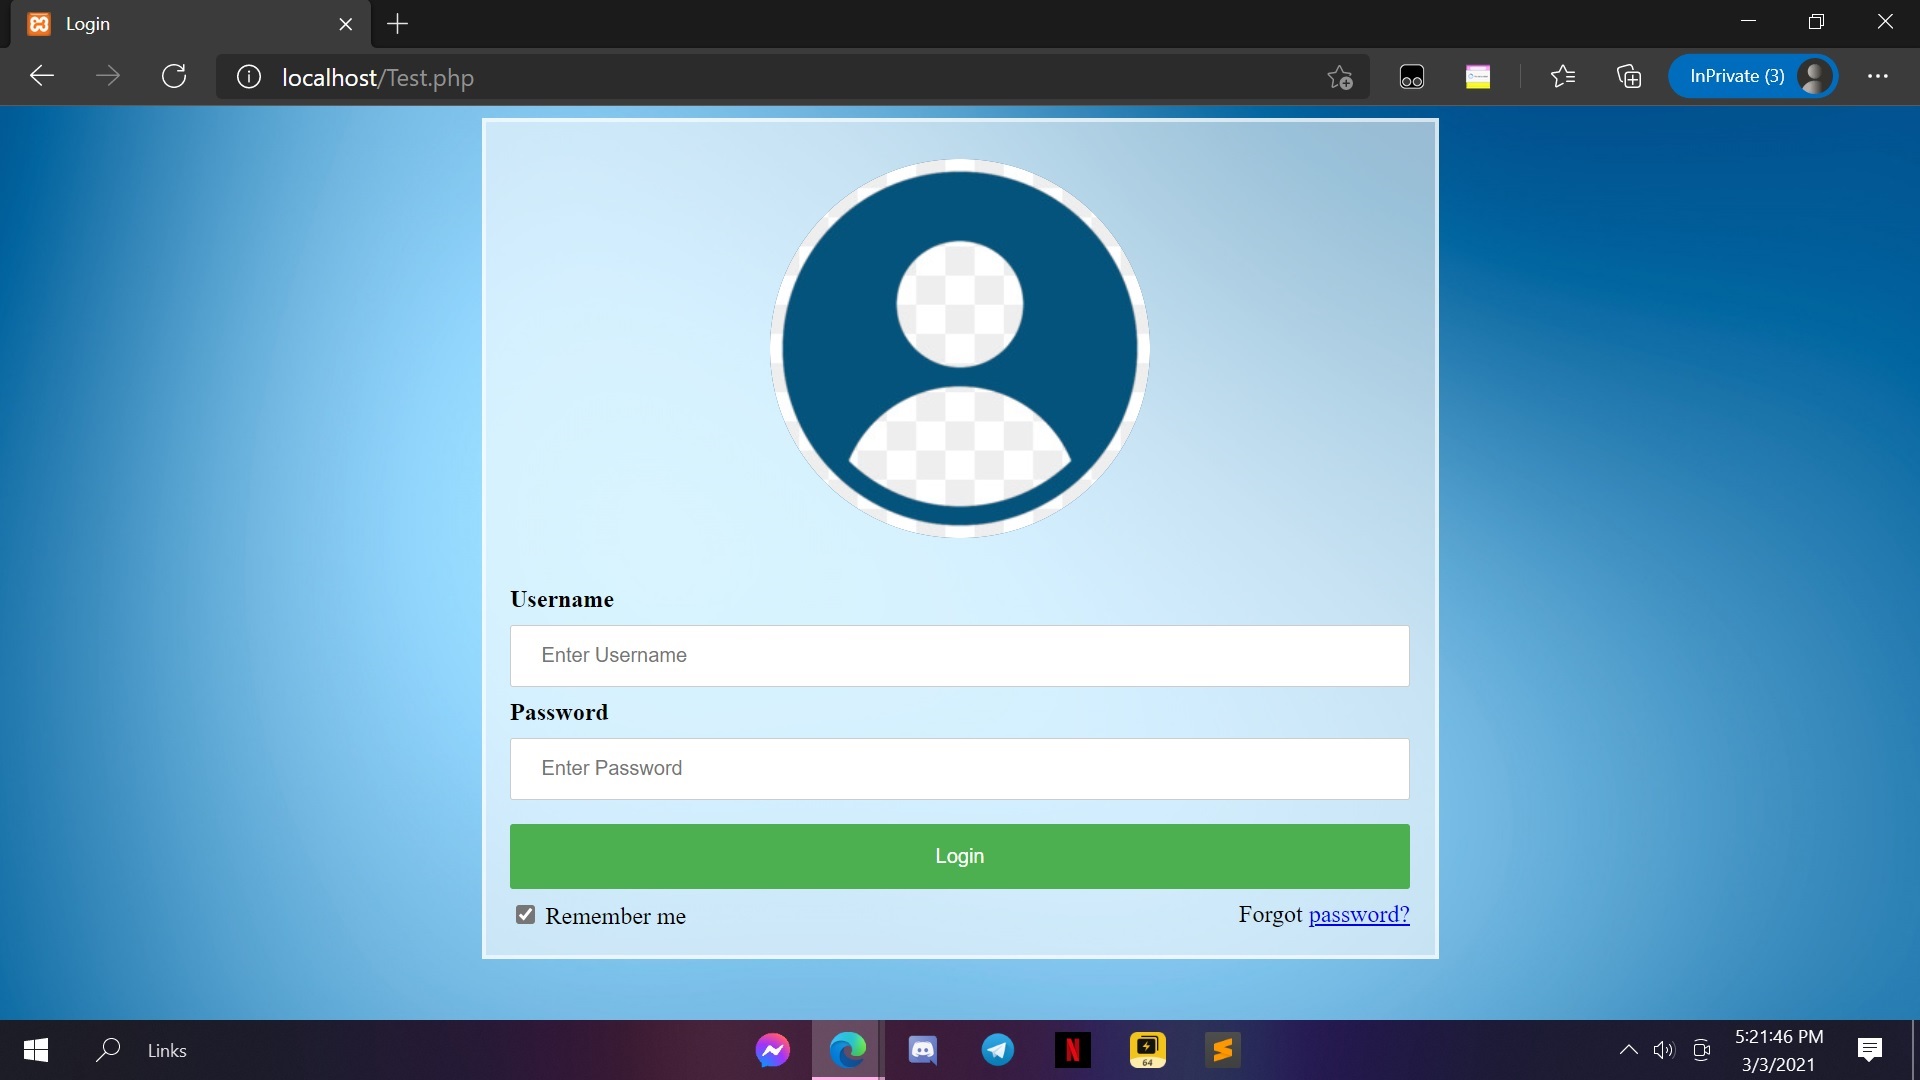 Login
localhost/Test.php
InPrivate (3)
Username
Enter Username
Password
Enter Password
Login
Remember me
Forgot password?
Links
N
64
5:21:46 PM
3/3/2021